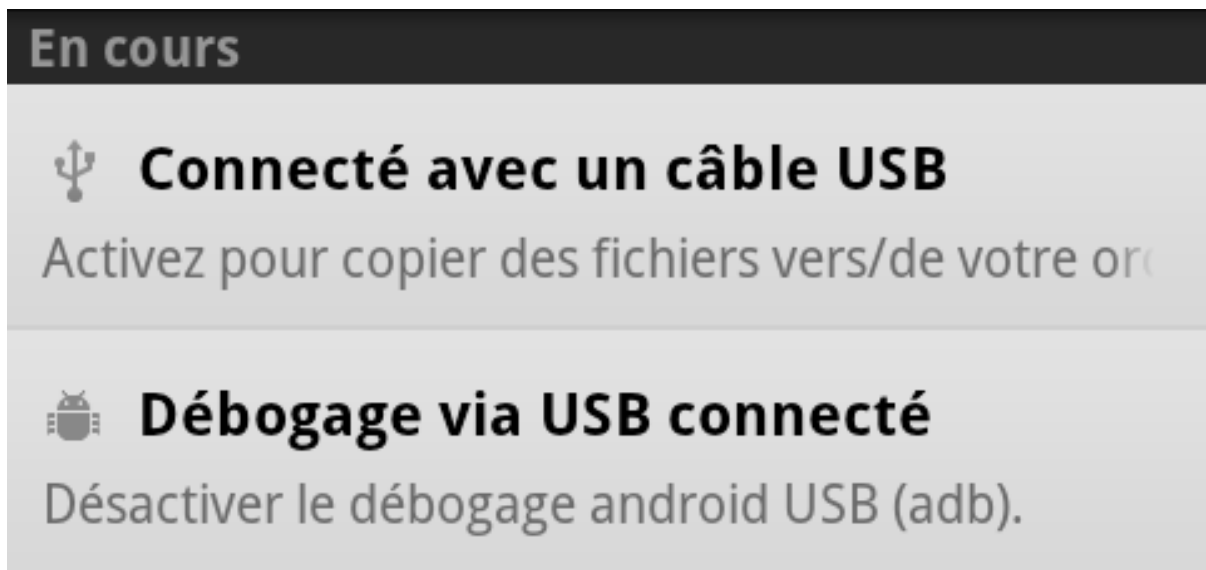 En cours
Connecté avec un câble USB
Activez pour copier des fichiers vers/de votre
Débogage via USB connecté
Désactiver le débogage android USB (adb).